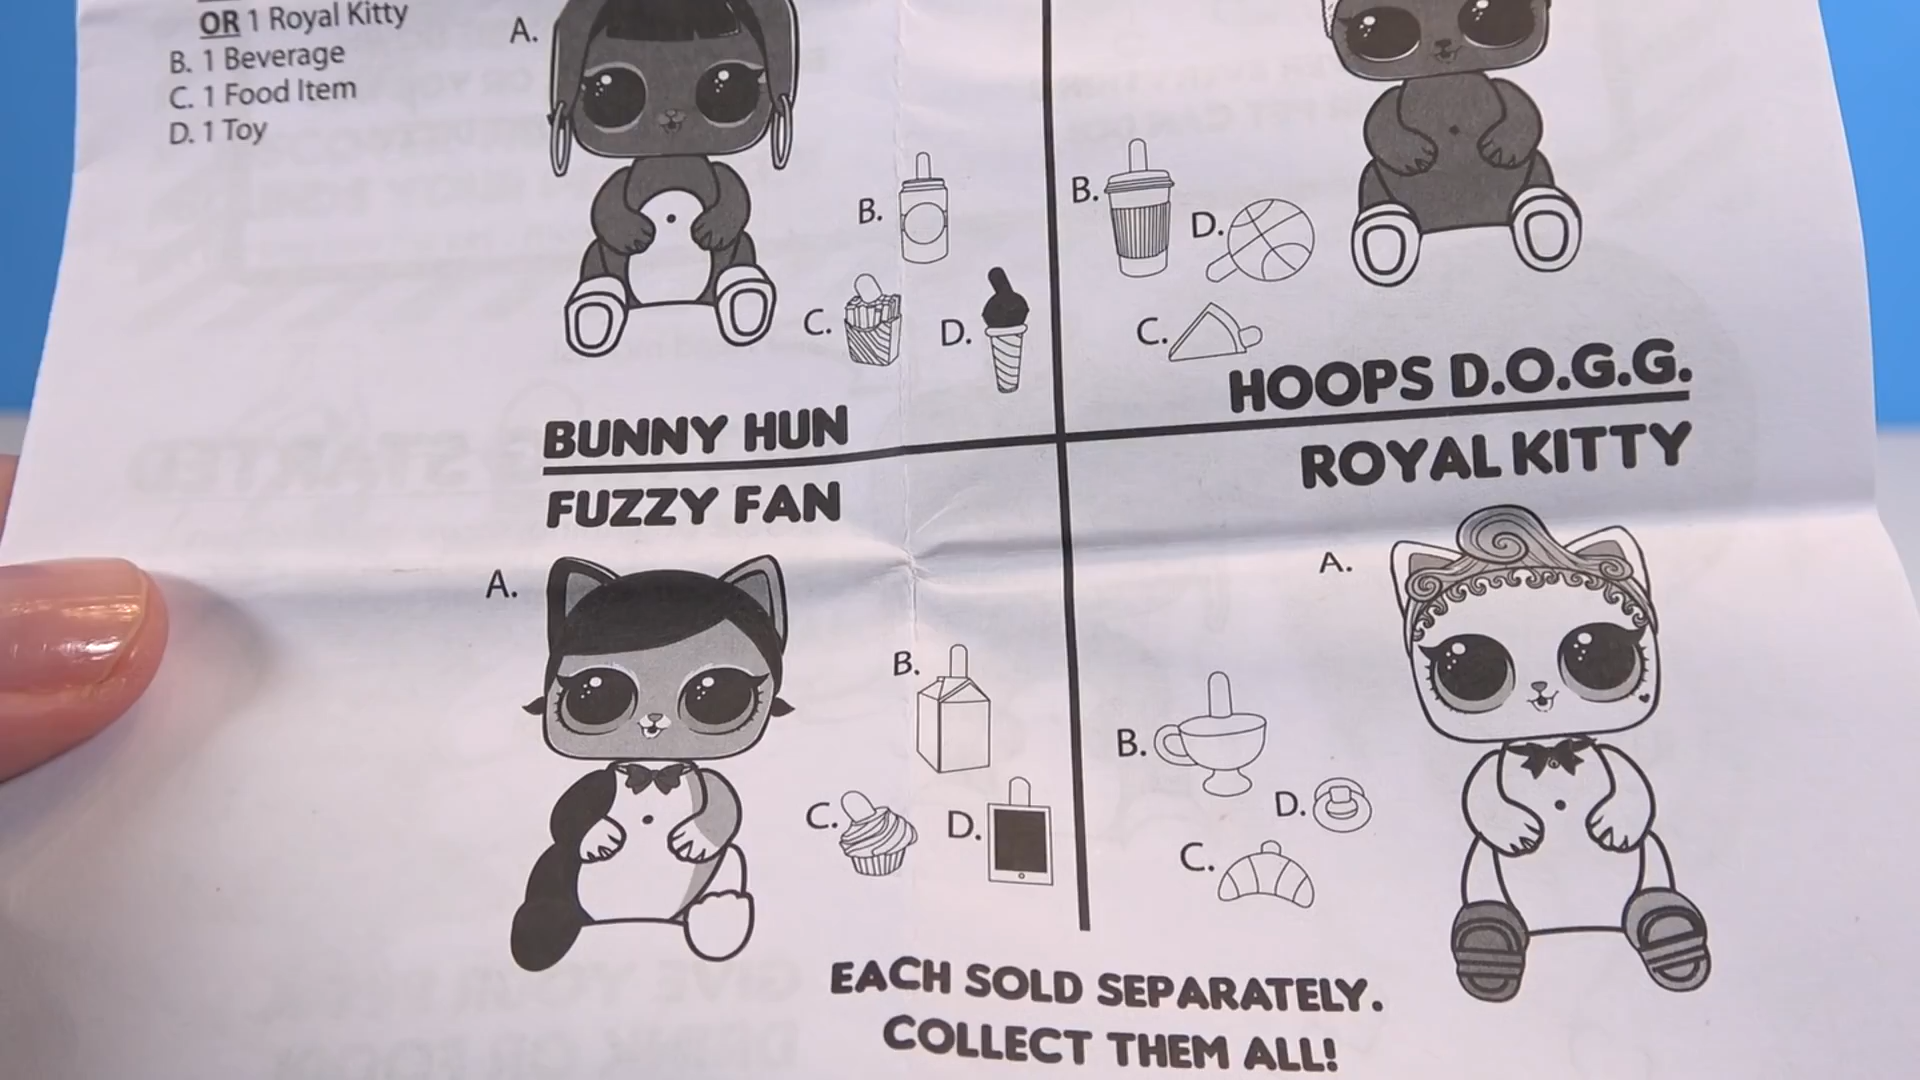 OR 1 Royal Kitty
B. 1 Beverage
C. 1 Food Item
D. 1 Toy
A.
B.
C.
D.
BUNNY HUN
B.
D.
C.
HOOPS D.O.G.G.
FUZZY FAN
A.
B.
C.
D.
ROYAL KITTY
A.
B.
D.
C.
EACH SOLD SEPARATELY.
COLLECT THEM ALL!